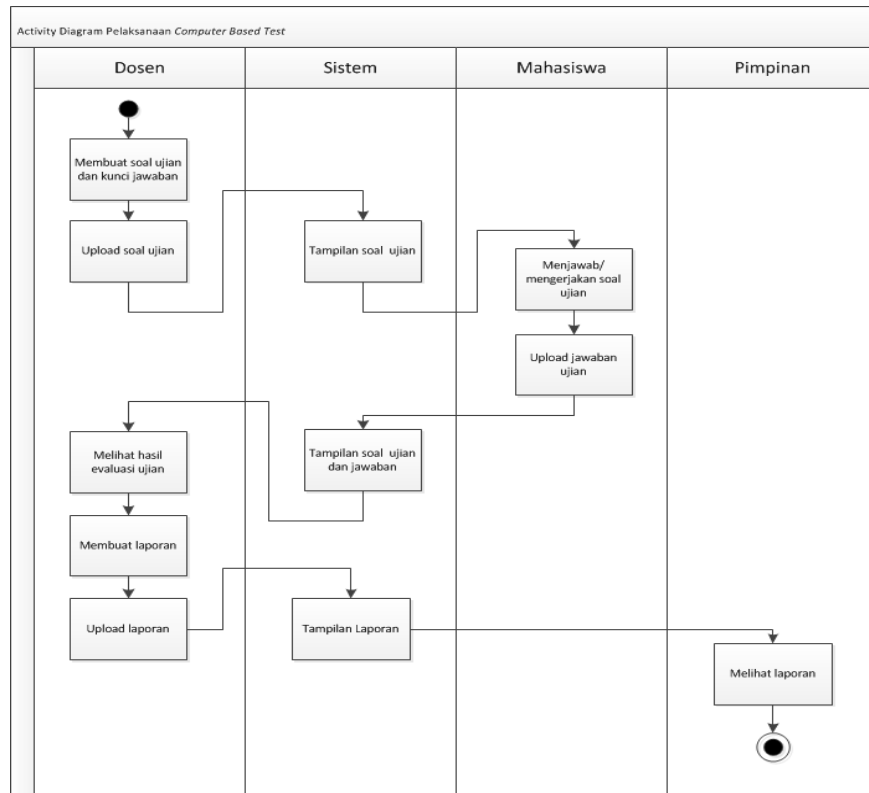 Activity Diagram Pelaksanaan Computer Based Test
Dosen
Sistem
Mahasiswa
Pimpinan
Membuat soal ujian
dan kunci jawaban
Upload soal ujian
Tampilan soal ujian
Menjawab/
mengerjakan soal
ujian
Upload jawaban
ujian
Tampilan soal ujian
dan jawaban
Melihat hasil
evaluasi ujian
Membuat laporan
Upload laporan
Tampilan Laporan
Melihat laporan